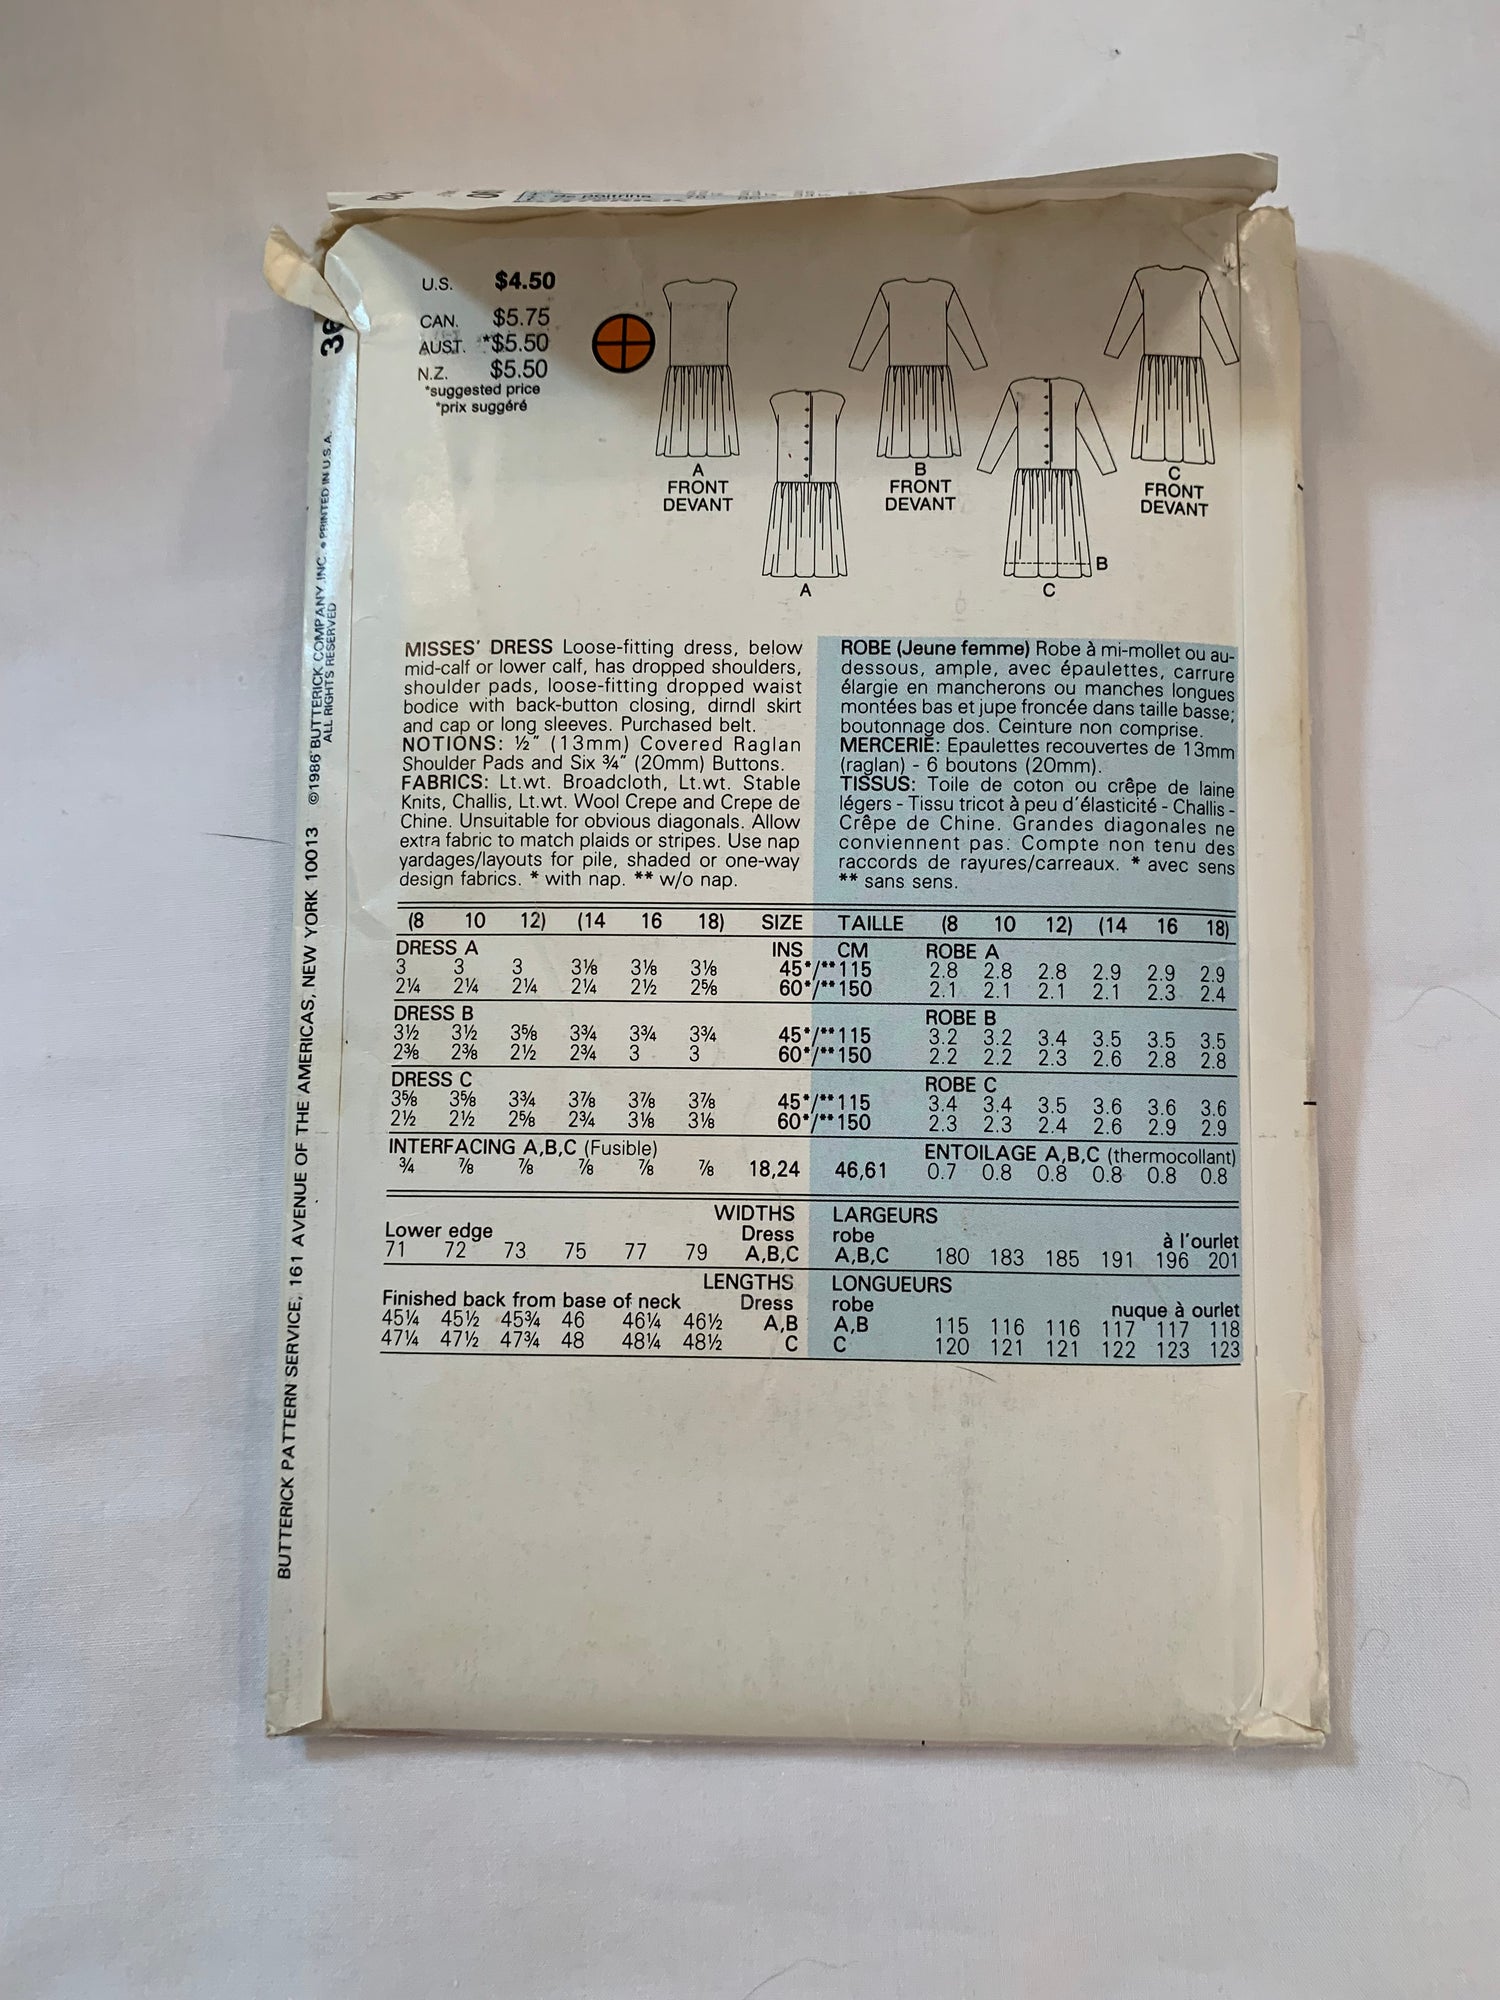 U.S. $4.50
CAN. $5.75
AUST. *$5.50
N.Z. $5.50
*suggested price
*prix suggéré
A
FRONT
DEVANT
B
FRONT
DEVANT
C
FRONT
DEVANT
A
B
C
MISSES' DRESS Loose-fitting dress, below
mid-calf or lower calf, has dropped shoulders,
shoulder pads, loose-fitting dropped waist
bodice with back-button closing, dirndl skirt
and cap or long sleeves. Purchased belt.
NOTIONS: ½" (13mm) Covered Raglan
Shoulder Pads and Six ¾" (20mm) Buttons.
FABRICS: Lt.wt. Broadcloth, Lt.wt. Stable
Knits, Challis, Lt.wt. Wool Crepe and Crepe de
Chine. Unsuitable for obvious diagonals. Allow
extra fabric to match plaids or stripes. Use nap
yardages/layouts for pile, shaded or one-way
design fabrics. * with nap. ** w/o nap.
ROBE (Jeune femme) Robe à mi-mollet ou au-
dessous, ample, avec épaulettes, carrure
élargie en mancherons ou manches longues
montées bas et jupe froncée dans taille basse;
boutonnage dos. Ceinture non comprise.
MERCERIE: Epaulettes recouvertes de 13mm
(raglan) - 6 boutons (20mm).
TISSUS: Toile de coton ou crêpe de laine
légers - Tissu tricot à peu d'élasticité - Challis -
Crêpe de Chine. Grandes diagonales ne
conviennent pas. Compte non tenu des
raccords de rayures/carreaux. * avec sens
** sans sens.
(8 10 12) (14 16 18) SIZE TAILLE (8 10 12) (14 16 18)
DRESS A INS CM ROBE A
3 3 3 3⅛ 3⅛ 3⅛ 45*/**115 2.8 2.8 2.8 2.9 2.9 2.9
2¼ 2¼ 2¼ 2¼ 2½ 2⅝ 60*/**150 2.1 2.1 2.1 2.1 2.3 2.4
DRESS B ROBE B
3½ 3½ 3⅝ 3¾ 3¾ 3¾ 45*/**115 3.2 3.2 3.4 3.5 3.5 3.5
2⅜ 2⅜ 2½ 2¾ 3 3 60*/**150 2.2 2.2 2.3 2.6 2.8 2.8
DRESS C ROBE C
3⅝ 3⅝ 3¾ 3⅞ 3⅞ 3⅞ 45*/**115 3.4 3.4 3.5 3.6 3.6 3.6
2½ 2½ 2⅝ 2¾ 3⅛ 3⅛ 60*/**150 2.3 2.3 2.4 2.6 2.9 2.9
INTERFACING A,B,C (Fusible) ENTOILAGE A,B,C (thermocollant)
¾ ⅞ ⅞ ⅞ ⅞ ⅞ 18,24 46,61 0.7 0.8 0.8 0.8 0.8 0.8
WIDTHS LARGEURS
Lower edge Dress robe à l'ourlet
71 72 73 75 77 79 A,B,C A,B,C 180 183 185 191 196 201
LENGTHS LONGUEURS
Finished back from base of neck Dress robe nuque à ourlet
45¼ 45½ 45¾ 46 46¼ 46½ A,B A,B 115 116 116 117 117 118
47¼ 47½ 47¾ 48 48¼ 48½ C C 120 121 121 122 123 123
BUTTERICK PATTERN SERVICE, 161 AVENUE OF THE AMERICAS, NEW YORK 10013 ©1986 BUTTERICK COMPANY, INC. • PRINTED IN U.S.A.
ALL RIGHTS RESERVED